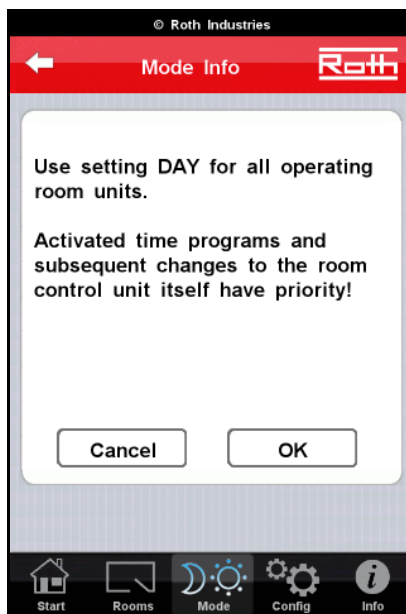 © Roth Industries
Mode Info
Roth
Use setting DAY for all operating
room units.
Activated time programs and
subsequent changes to the room
control unit itself have priority!
Cancel OK
Start Rooms Mode Config Info